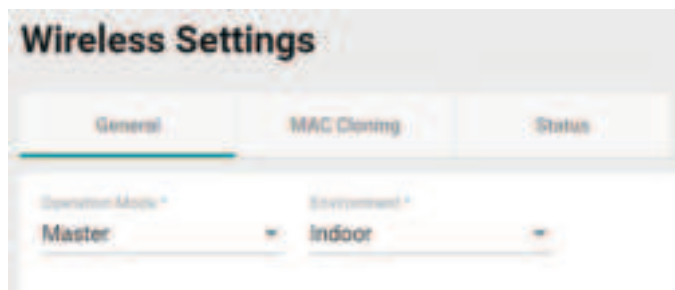 Wireless Settings
General MAC Cloning Status
Operation Mode * Environment *
Master Indoor